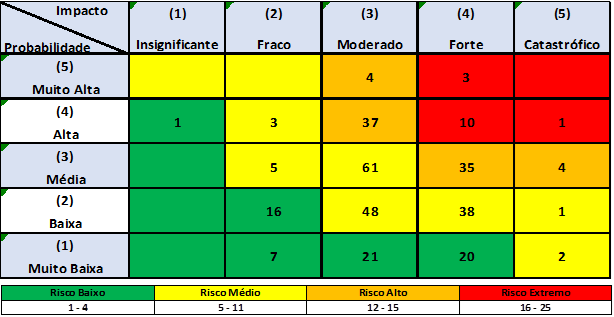 Impacto (1) (2) (3) (4) (5)
Probabilidade Insignificante Fraco Moderado Forte Catastrófico
(5) Muito Alta 4 3
(4) Alta 1 3 37 10 1
(3) Média 5 61 35 4
(2) Baixa 16 48 38 1
(1) Muito Baixa 7 21 20 2
Risco Baixo Risco Médio Risco Alto Risco Extremo
1 - 4 5 - 11 12 - 15 16 - 25